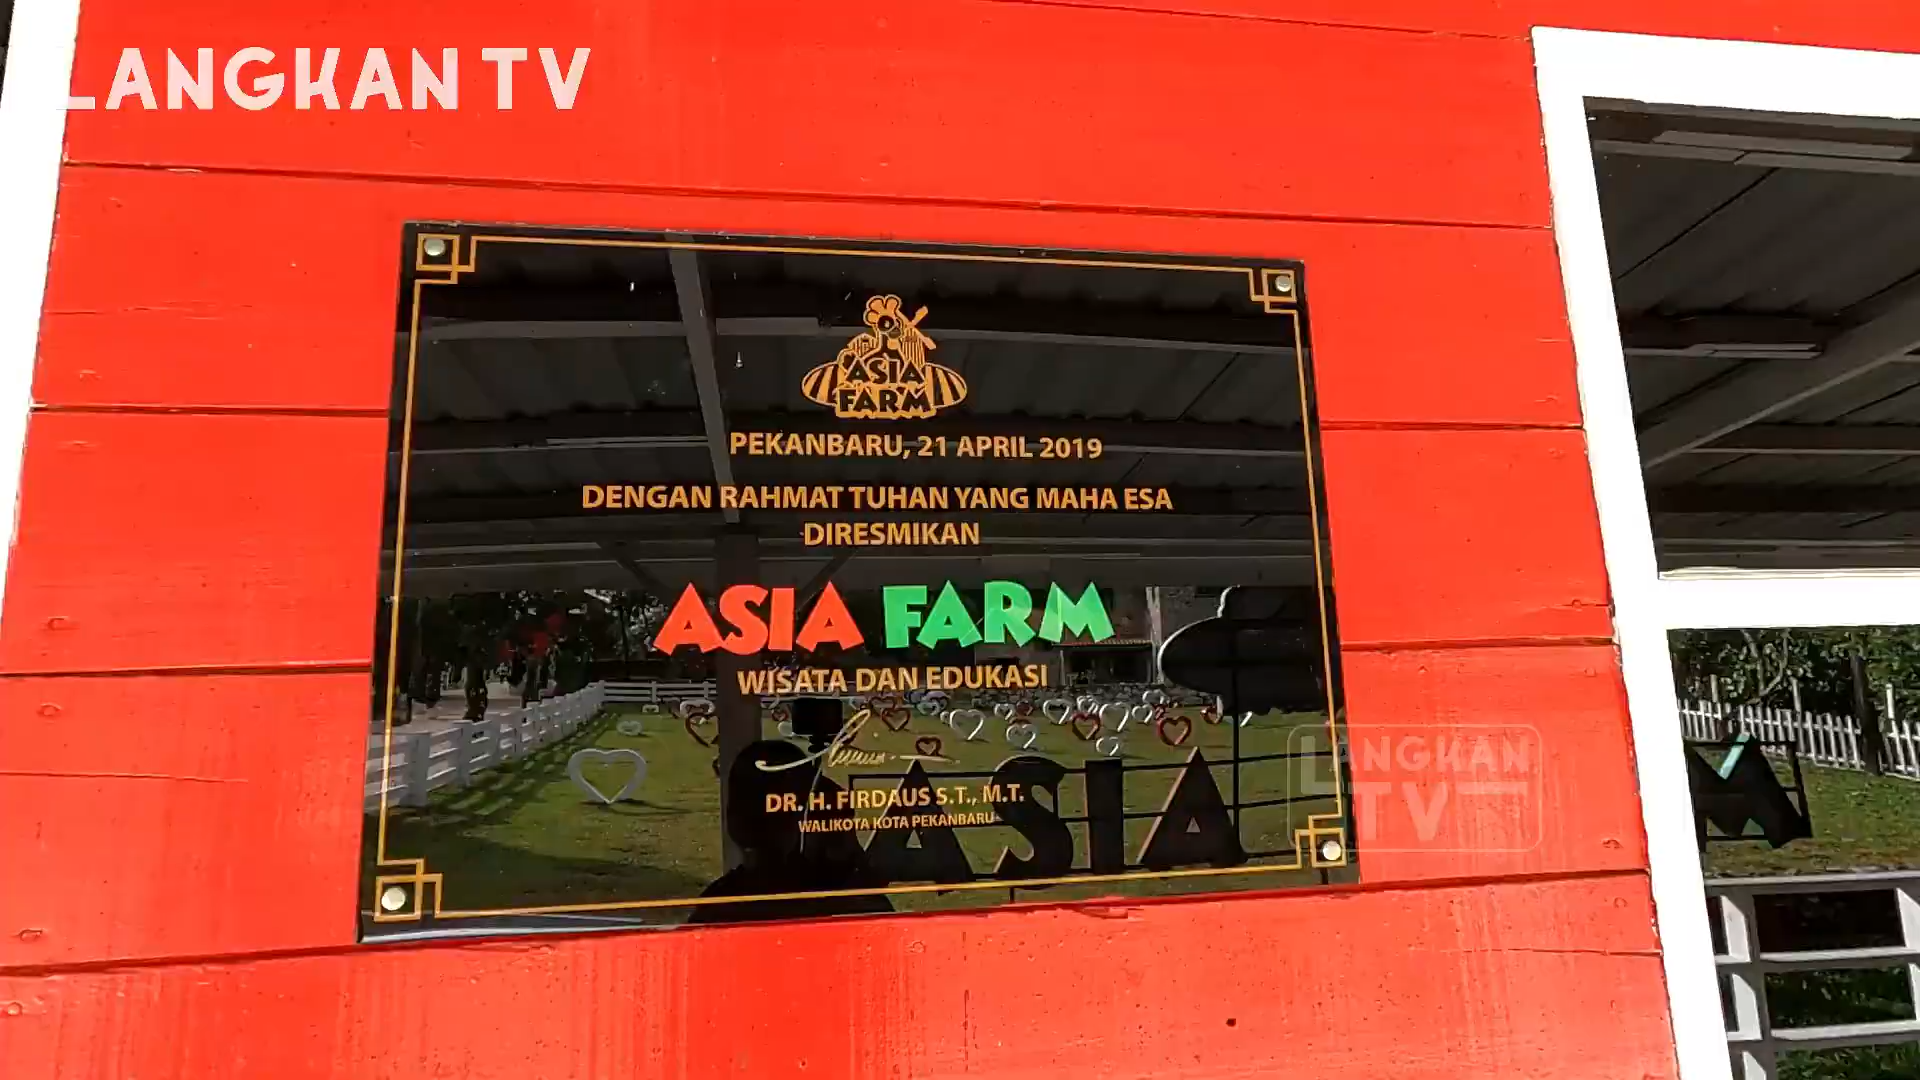 LANGKAN TV
ASIA
FARM
PEKANBARU, 21 APRIL 2019
DENGAN RAHMAT TUHAN YANG MAHA ESA
DIRESMIKAN
ASIA FARM
WISATA DAN EDUKASI
DR. H. FIRDAUS S.T., M.T.
WALIKOTA KOTA PEKANBARU
ASIA
M
LANGKAN
TV